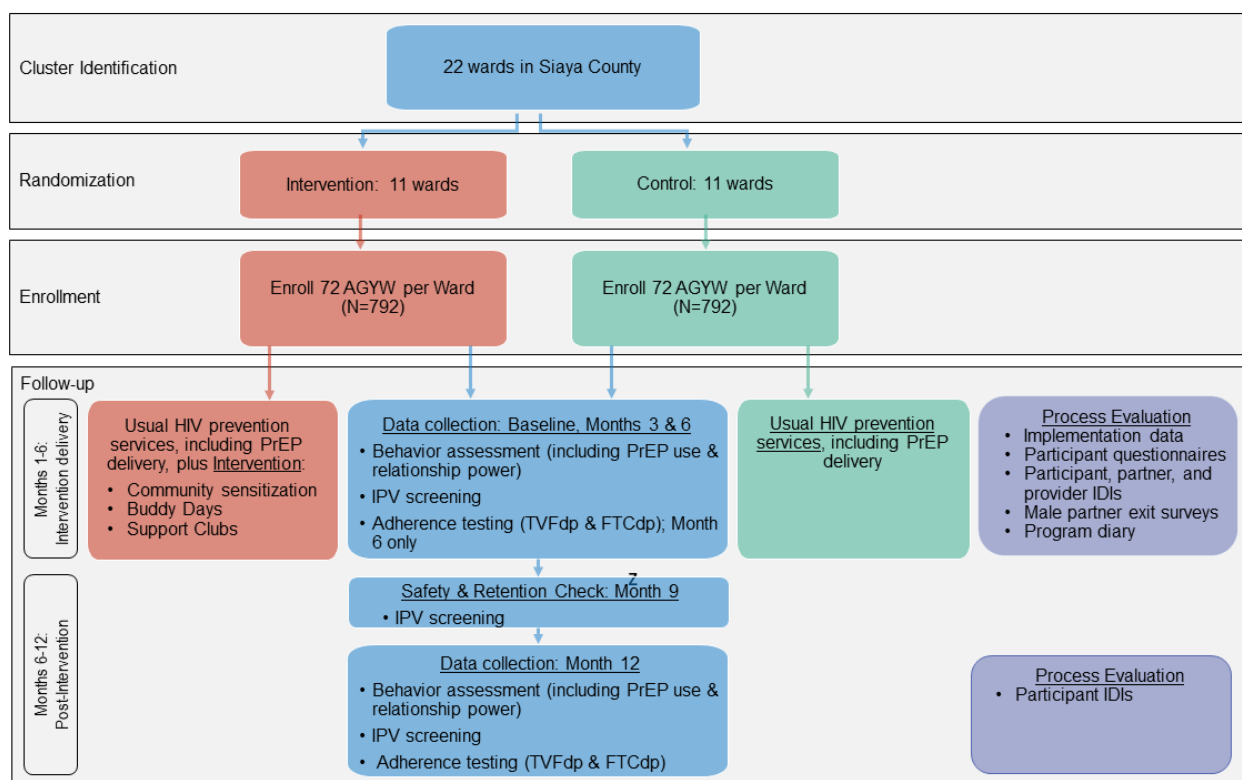 Cluster Identification
22 wards in Siaya County
Randomization
Intervention: 11 wards
Control: 11 wards
Enrollment
Enroll 72 AGYW per Ward
(N=792)
Enroll 72 AGYW per Ward
(N=792)
Follow-up
Months 1-6:
Intervention delivery
Usual HIV prevention
services, including PrEP
delivery, plus Intervention:
• Community sensitization
• Buddy Days
• Support Clubs
Data collection: Baseline, Months 3 & 6
• Behavior assessment (including PrEP use &
relationship power)
• IPV screening
• Adherence testing (TVFdp & FTCdp); Month
6 only
Usual HIV prevention
services, including PrEP
delivery
Process Evaluation
• Implementation data
• Participant questionnaires
• Participant, partner, and
provider IDIs
• Male partner exit surveys
• Program diary
Months 6-12:
Post-Intervention
Z
Safety & Retention Check: Month 9
• IPV screening
Data collection: Month 12
• Behavior assessment (including PrEP use &
relationship power)
• IPV screening
• Adherence testing (TVFdp & FTCdp)
Process Evaluation
• Participant IDIs